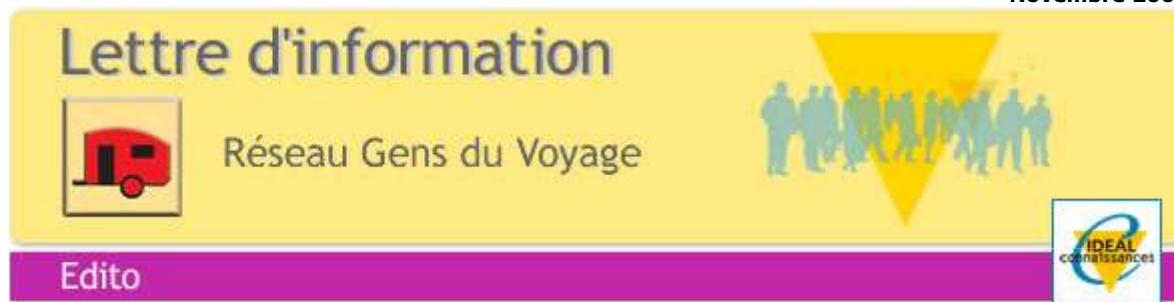 Lettre d'information
Réseau Gens du Voyage
IDEAL
connaissances
Edito